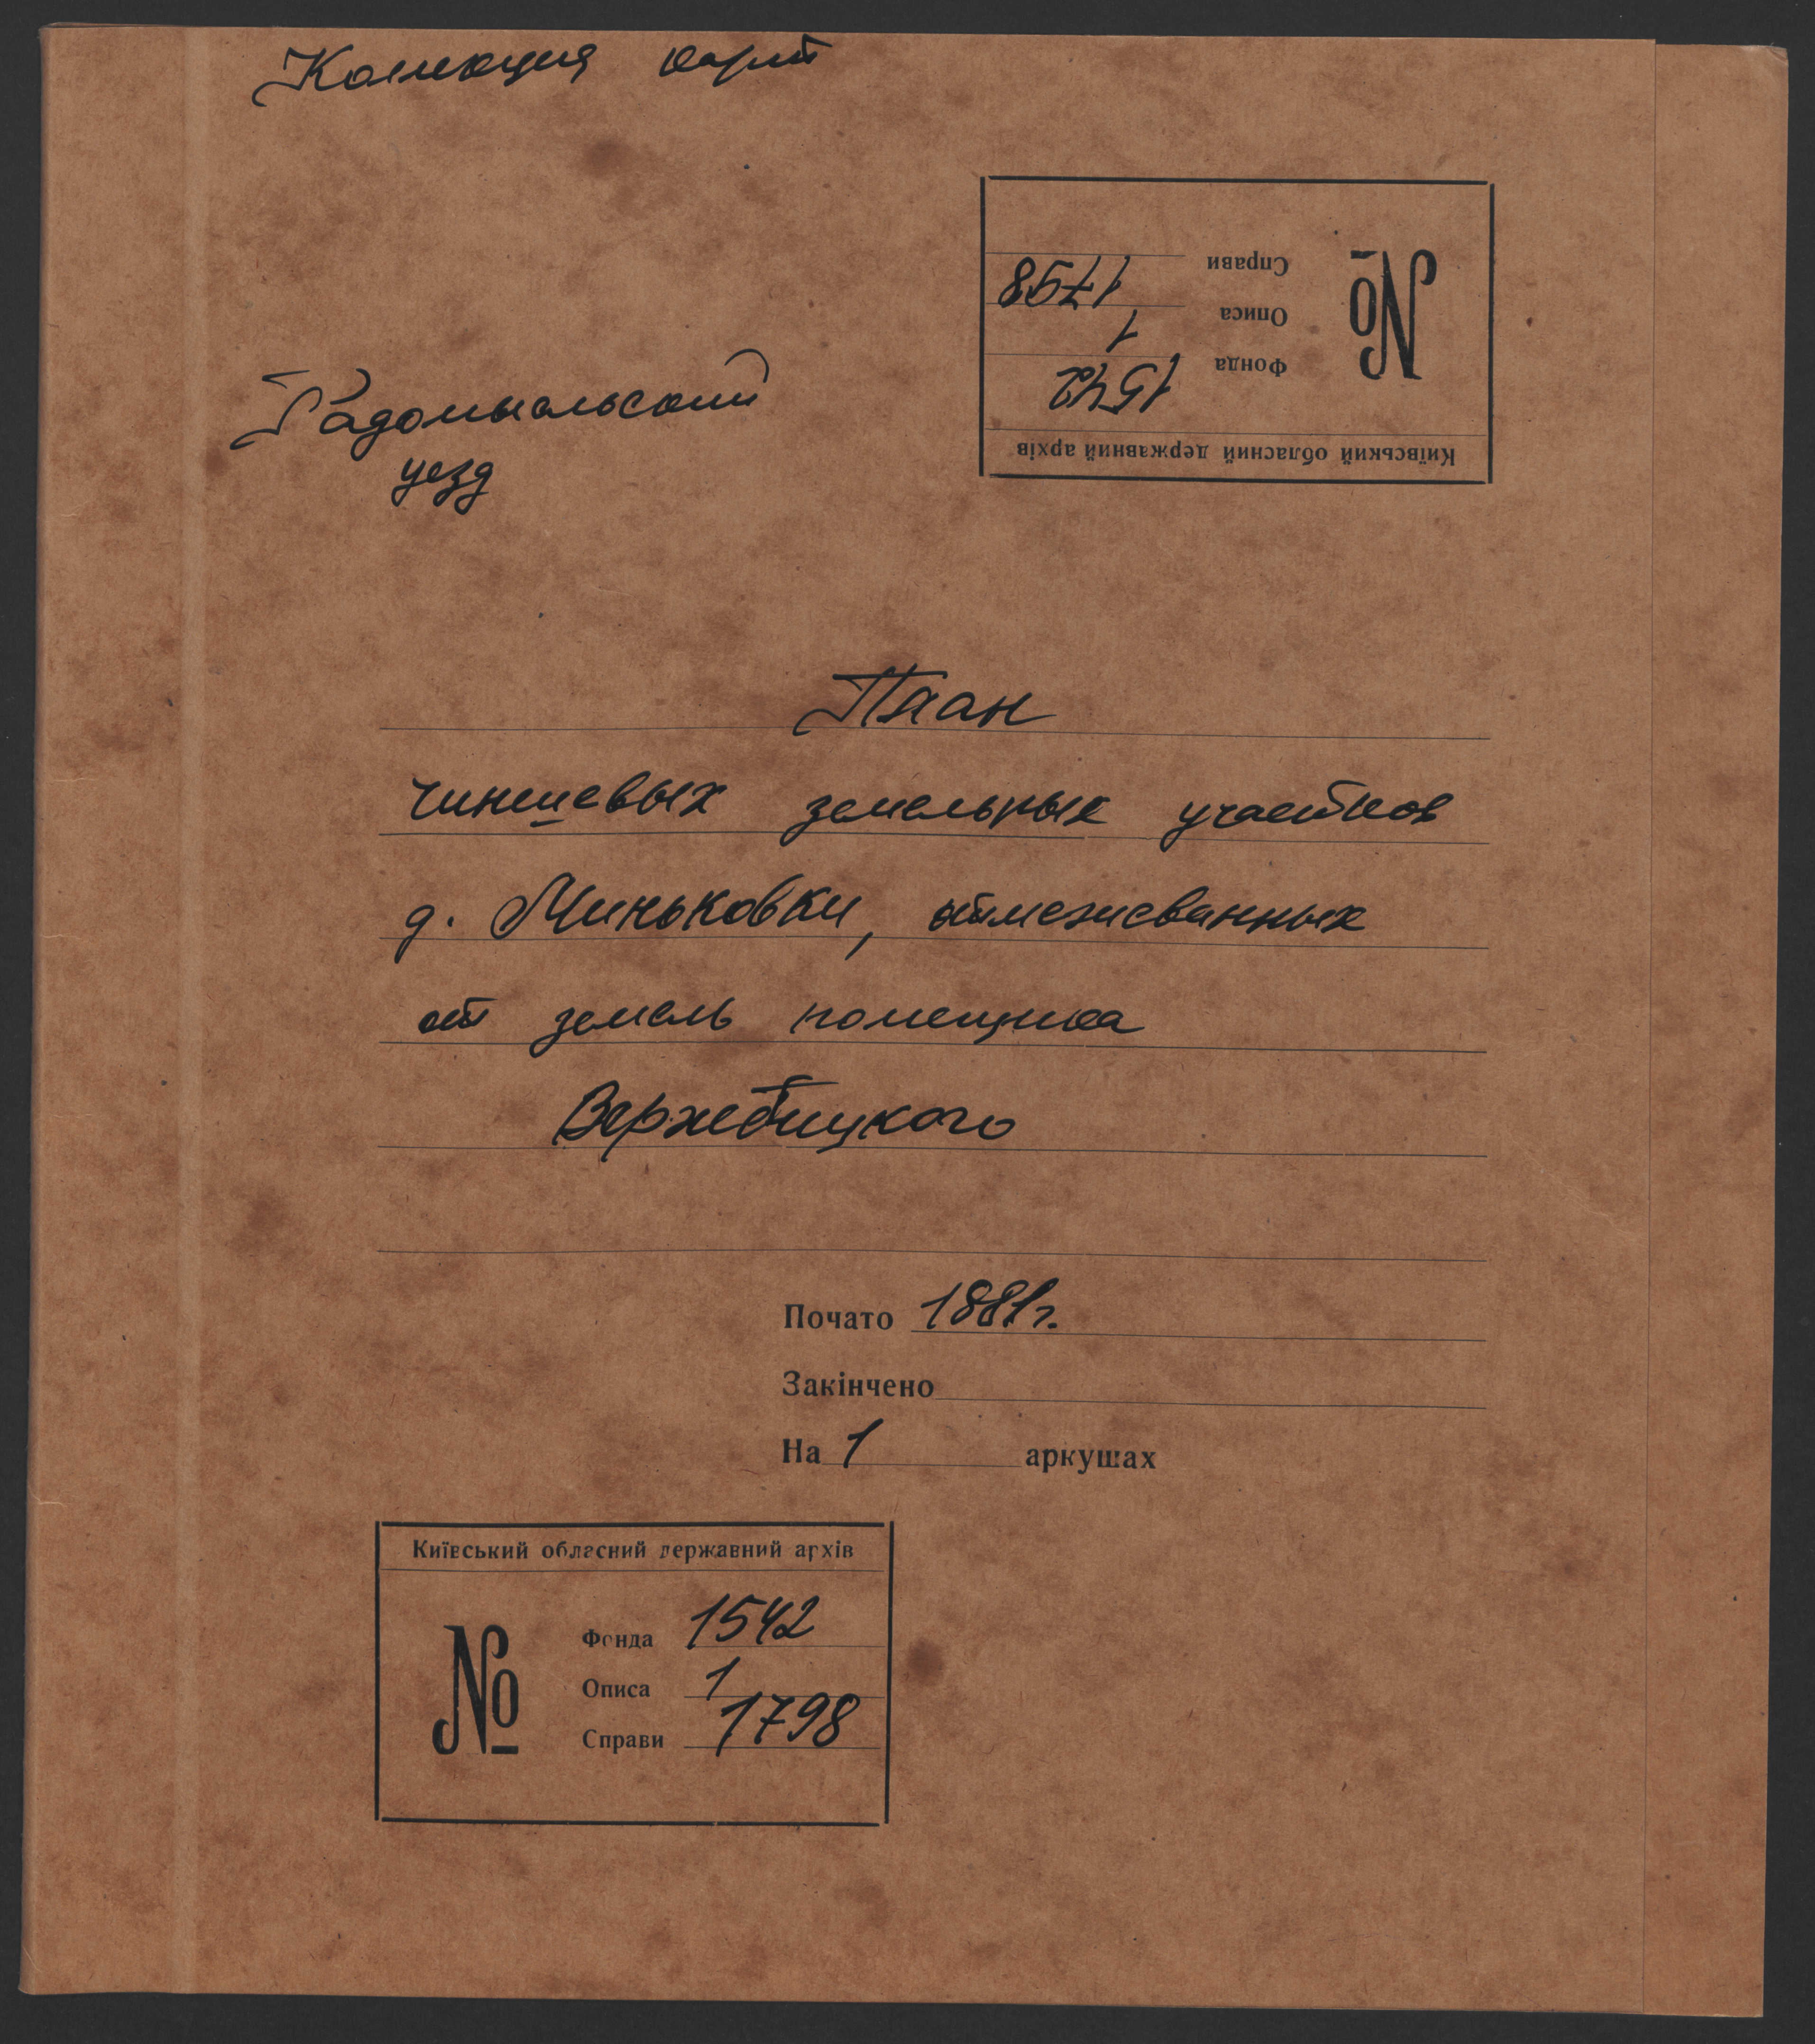 Коллекция карт
Київський обласний державний архів
№
Фонда 1542
Описа 1
Справи 1798
Радомысльский
уезд
План
чиншевых земельных участков
д. Миньковки, отмежеванных
от земель помещика
Вержебицкого
Почато 1881г.
Закінчено
На 1 аркушах
Київський обласний державний архів
№
Фонда 1542
Описа 1
Справи 1798